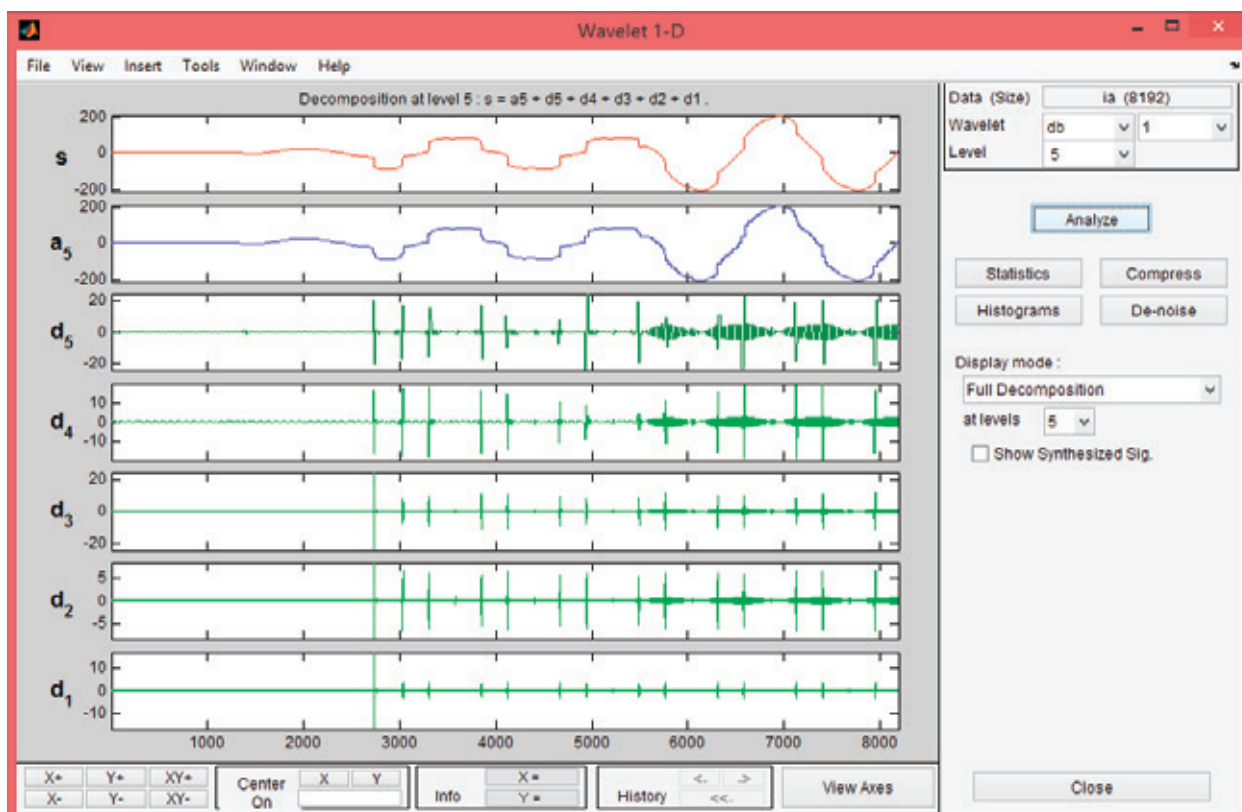 Wavelet 1-D
File View Insert Tools Window Help
Decomposition at level 5 : s = a5 + d5 + d4 + d3 + d2 + d1 .
s
200
0
-200
a5
200
0
-200
d5
20
0
-20
d4
10
0
-10
d3
20
0
-20
d2
5
0
-5
d1
10
0
-10
1000 2000 3000 4000 5000 6000 7000 8000
Data (Size) ia (8192)
Wavelet db 1
Level 5
Analyze
Statistics Compress
Histograms De-noise
Display mode :
Full Decomposition
at levels 5
Show Synthesized Sig.
X+ Y+ XY+
X- Y- XY-
Center On X Y
Info X = Y =
History <- -> <<-
View Axes
Close